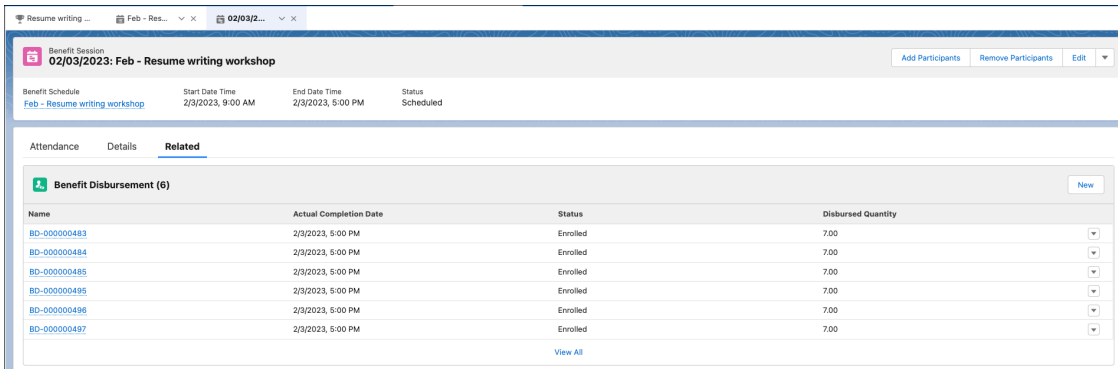 Resume writing ... Feb - Res... 02/03/2...
Benefit Session
02/03/2023: Feb - Resume writing workshop
Add Participants Remove Participants Edit
Benefit Schedule Start Date Time End Date Time Status
Feb - Resume writing workshop 2/3/2023, 9:00 AM 2/3/2023, 5:00 PM Scheduled
Attendance Details Related
Benefit Disbursement (6) New
Name Actual Completion Date Status Disbursed Quantity
BD-000000483 2/3/2023, 5:00 PM Enrolled 7.00
BD-000000484 2/3/2023, 5:00 PM Enrolled 7.00
BD-000000485 2/3/2023, 5:00 PM Enrolled 7.00
BD-000000495 2/3/2023, 5:00 PM Enrolled 7.00
BD-000000496 2/3/2023, 5:00 PM Enrolled 7.00
BD-000000497 2/3/2023, 5:00 PM Enrolled 7.00
View All